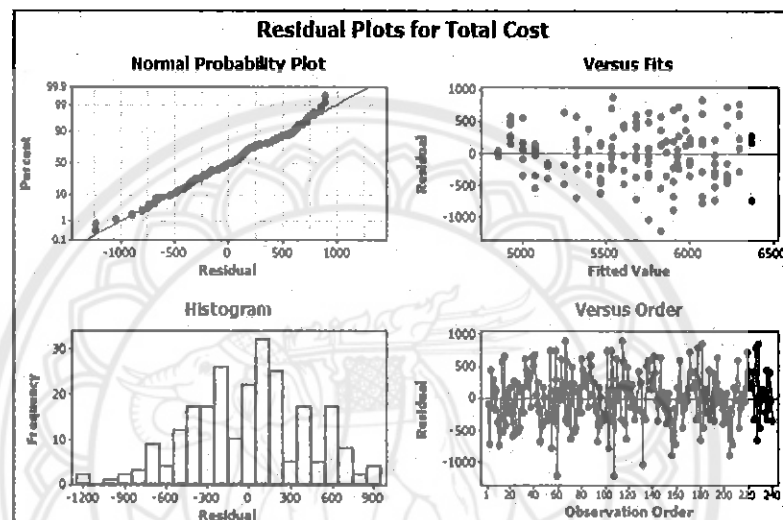 Residual Plots for Total Cost
Normal Probability Plot
99.9
99
90
50
10
1
0.1
Percent
-1000 -500 0 500 1000
Residual
Versus Fits
1000
500
0
-500
-1000
Residual
5000 5500 6000 6500
Fitted Value
Histogram
30
20
10
0
Frequency
-1200 -900 -600 -300 0 300 600 900
Residual
Versus Order
1000
500
0
-500
-1000
Residual
1 20 40 60 80 100 120 140 160 180 200 220 240
Observation Order